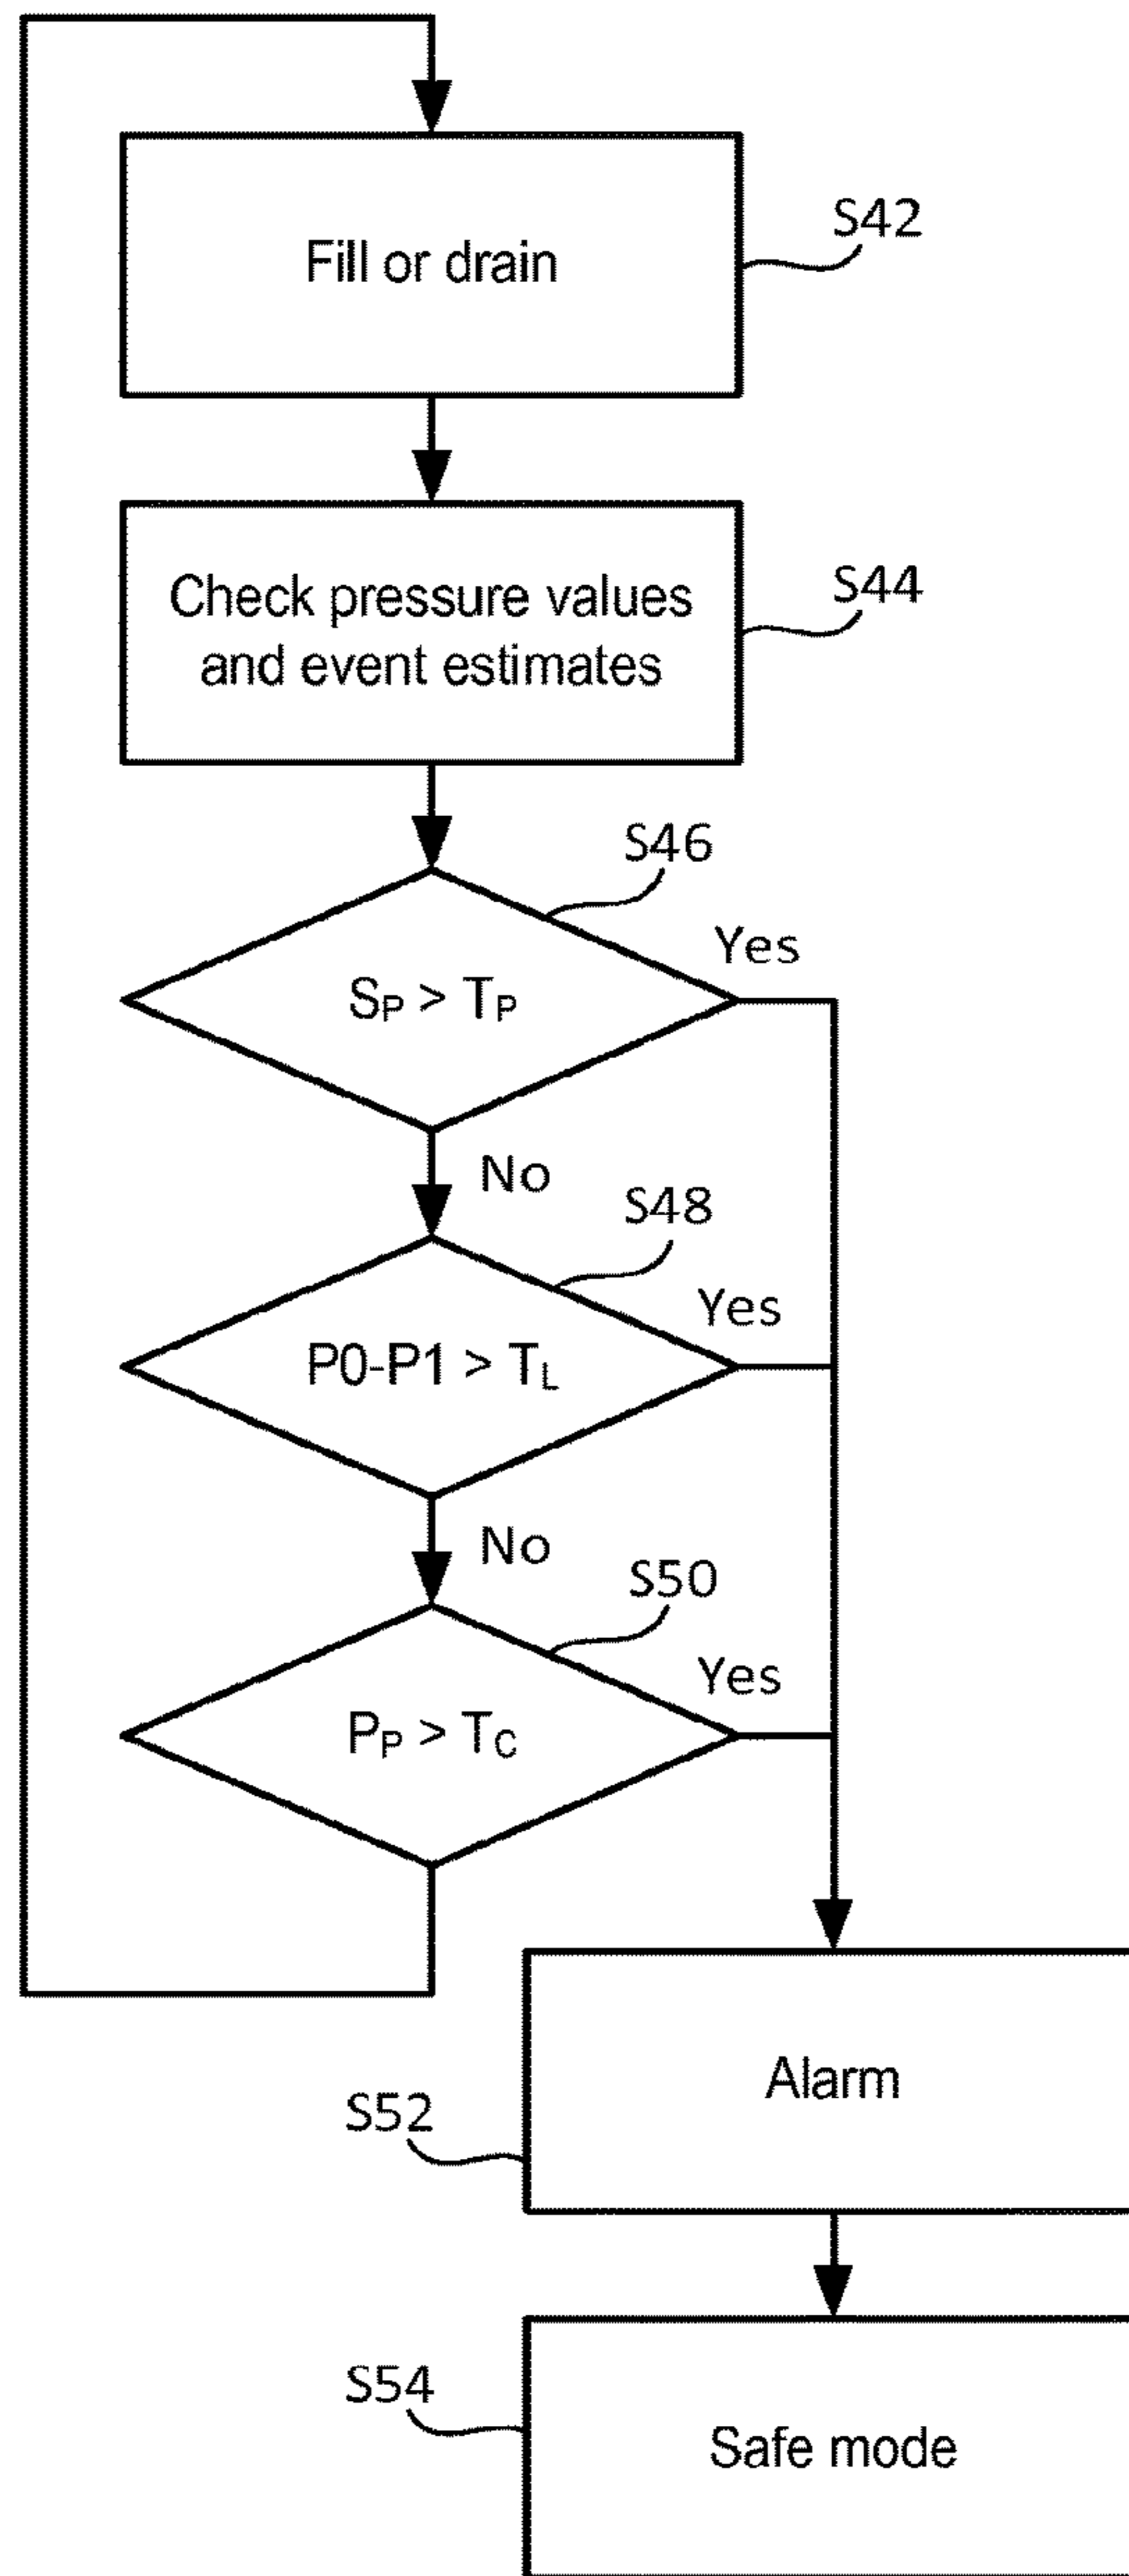 Fill or drain
S42
Check pressure values
and event estimates
S44
S46
Yes
SP > TP
No
S48
Yes
P0-P1 > TL
No
S50
Yes
PP > TC
Alarm
S52
Safe mode
S54